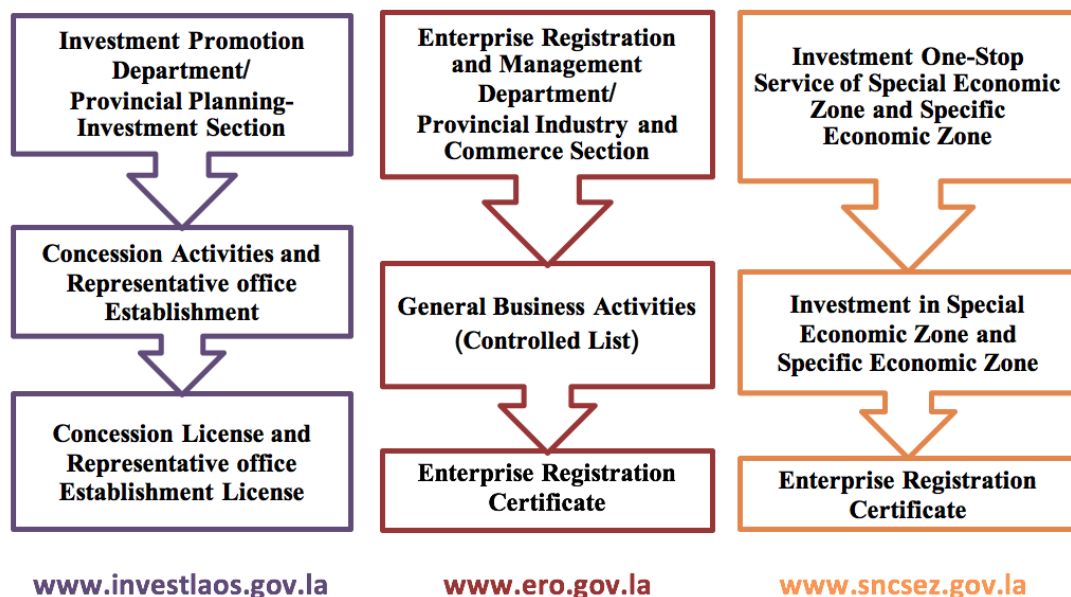 Investment Promotion
Department/
Provincial Planning-
Investment Section
Concession Activities and
Representative office
Establishment
Concession License and
Representative office
Establishment License
www.investlaos.gov.la
Enterprise Registration
and Management
Department/
Provincial Industry and
Commerce Section
General Business Activities
(Controlled List)
Enterprise Registration
Certificate
www.ero.gov.la
Investment One-Stop
Service of Special Economic
Zone and Specific
Economic Zone
Investment in Special
Economic Zone and
Specific Economic Zone
Enterprise Registration
Certificate
www.sncsez.gov.la